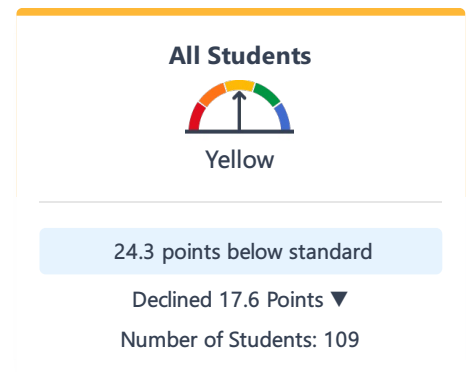 All Students
Yellow
24.3 points below standard
Declined 17.6 Points ▼
Number of Students: 109